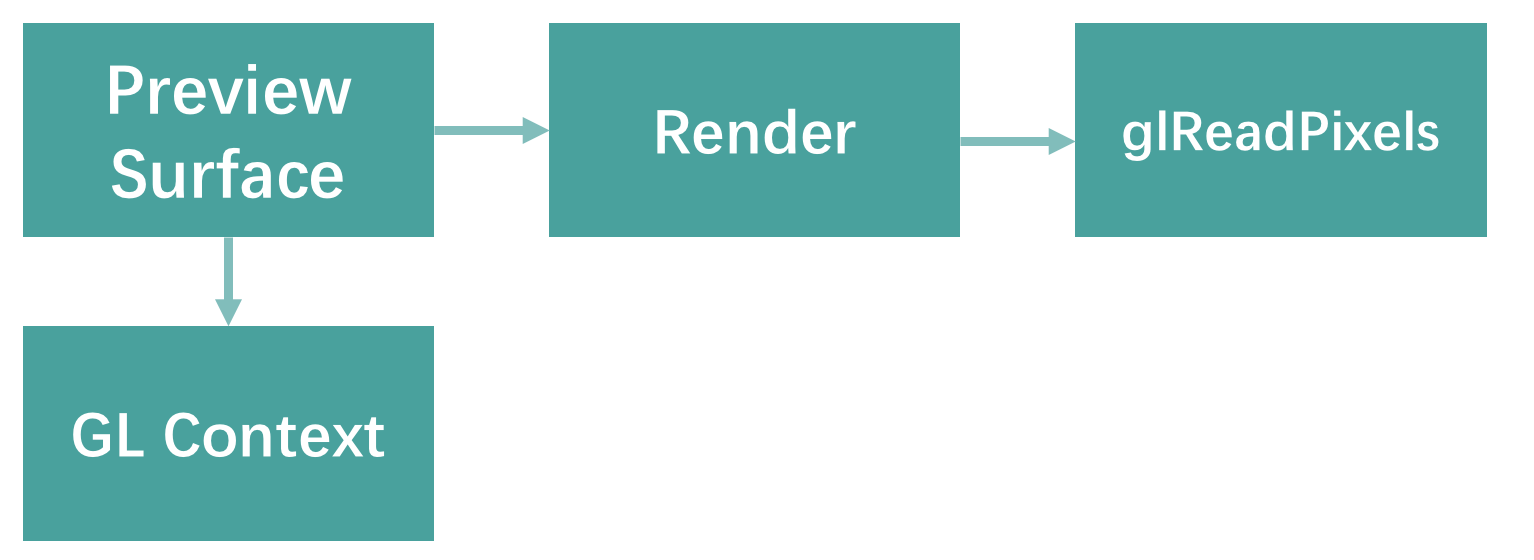 Preview
Surface
Render
glReadPixels
GL Context